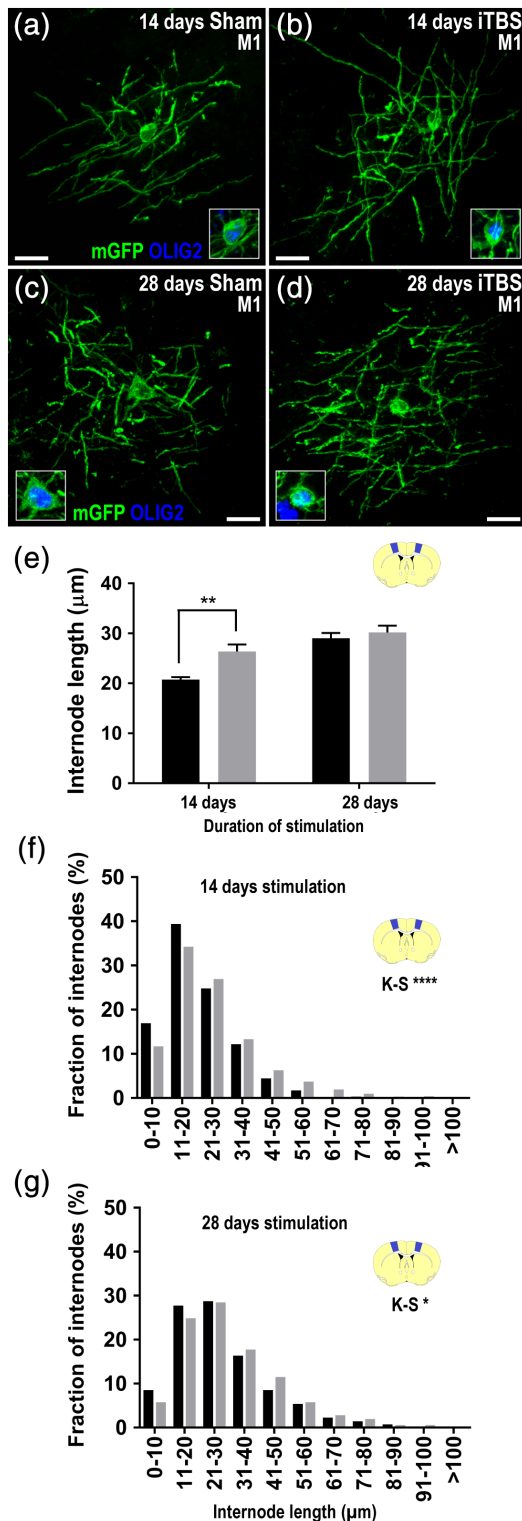 (a) 14 days Sham
M1
(b) 14 days iTBS
M1
mGFP OLIG2
(c) 28 days Sham
M1
(d) 28 days iTBS
M1
mGFP OLIG2
(e)
Internode length (μm)
40
30
20
10
0
**
14 days 28 days
Duration of stimulation
(f)
Fraction of internodes (%)
50
40
30
20
10
0
14 days stimulation
K-S ****
0-10 11-20 21-30 31-40 41-50 51-60 61-70 71-80 81-90 91-100 >100
(g)
Fraction of internodes (%)
50
40
30
20
10
0
28 days stimulation
K-S *
0-10 11-20 21-30 31-40 41-50 51-60 61-70 71-80 81-90 91-100 >100
Internode length (μm)